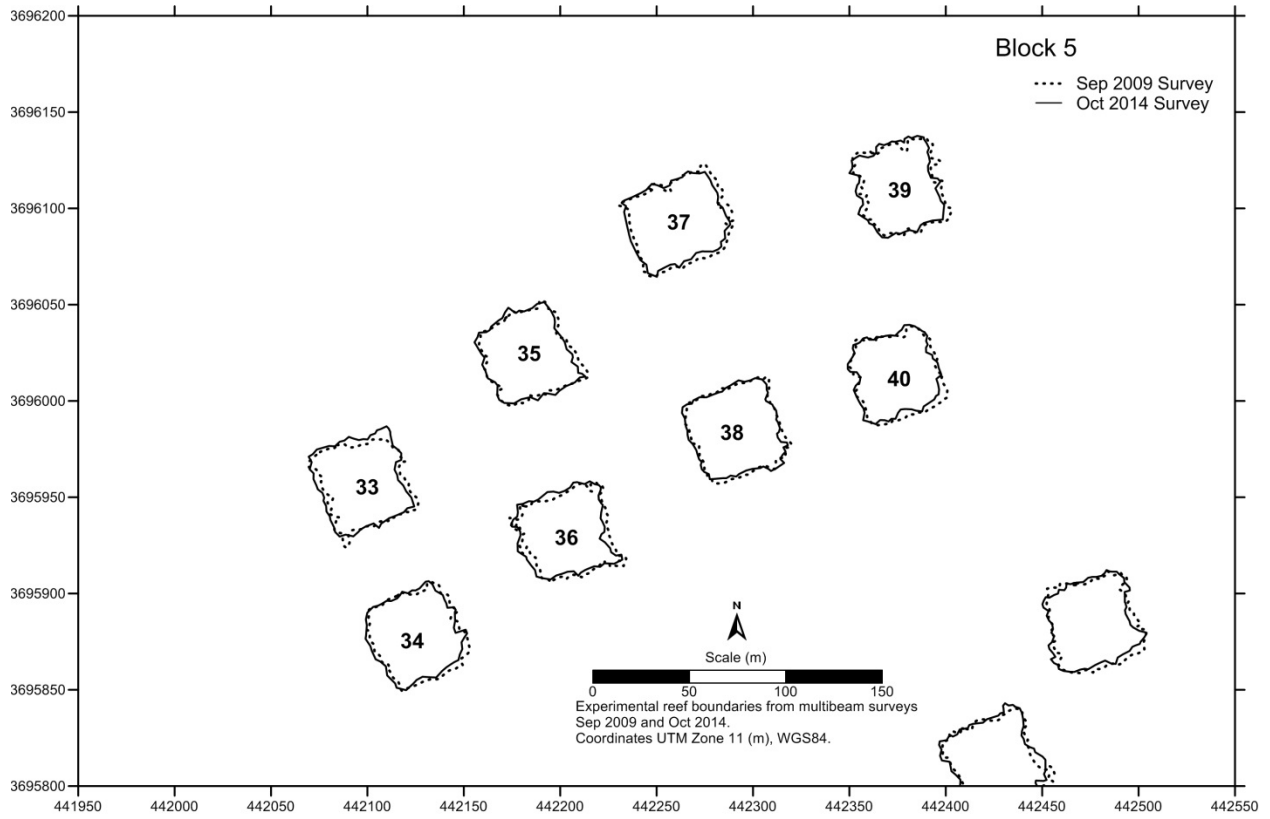 Block 5
Sep 2009 Survey
Oct 2014 Survey
3696200
3696150
3696100
3696050
3696000
3695950
3695900
3695850
3695800
39
37
35
40
38
33
36
34
N
Scale (m)
0 50 100 150
Experimental reef boundaries from multibeam surveys
Sep 2009 and Oct 2014.
Coordinates UTM Zone 11 (m), WGS84.
441950 442000 442050 442100 442150 442200 442250 442300 442350 442400 442450 442500 442550